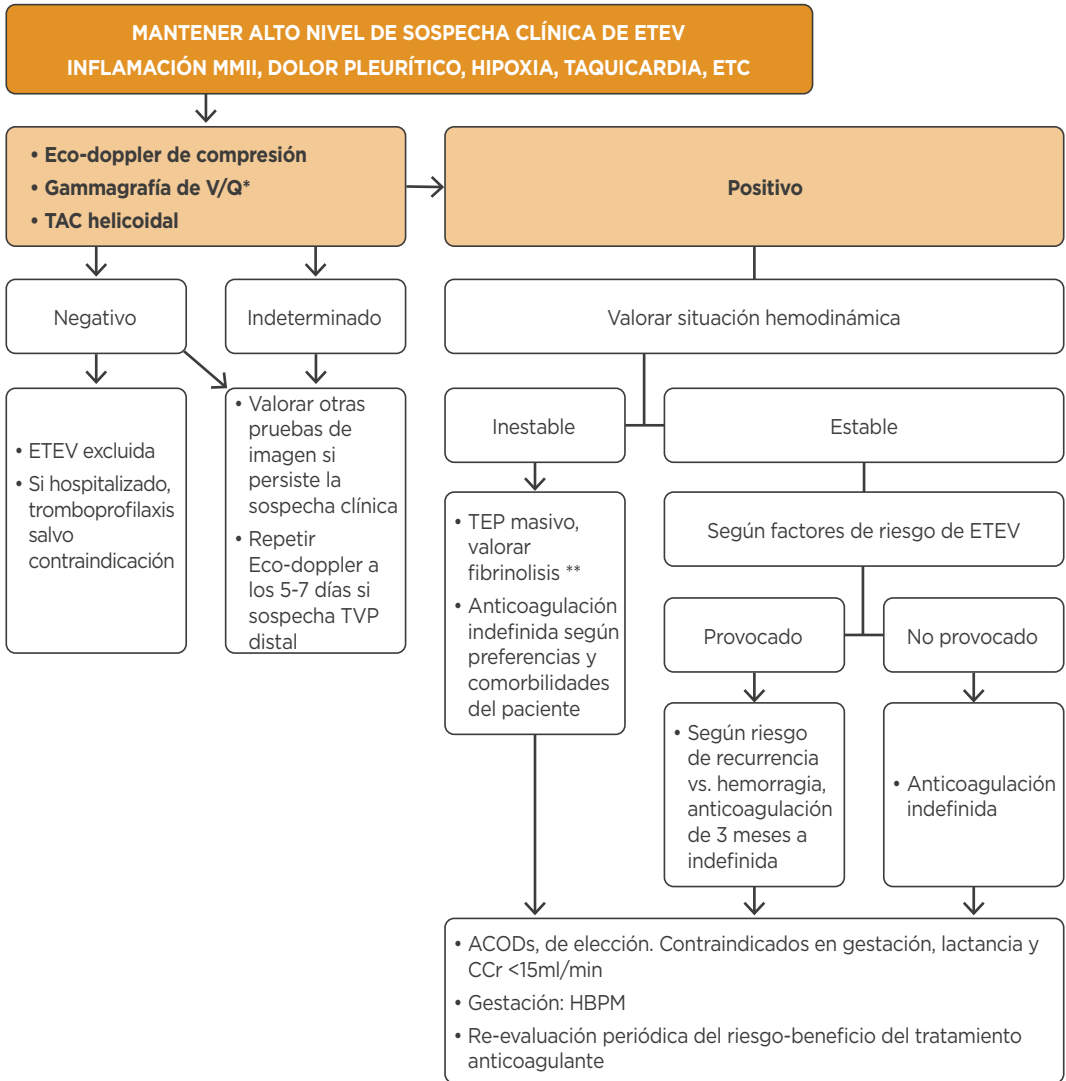 MANTENER ALTO NIVEL DE SOSPECHA CLÍNICA DE ETEV
INFLAMACIÓN MMII, DOLOR PLEURÍTICO, HIPOXIA, TAQUICARDIA, ETC
• Eco-doppler de compresión
• Gammagrafía de V/Q*
• TAC helicoidal
Positivo
Negativo
Indeterminado
Valorar situación hemodinámica
• ETEV excluida
• Si hospitalizado,
tromboprofilaxis
salvo
contraindicación
• Valorar otras
pruebas de
imagen si
persiste la
sospecha clínica
• Repetir
Eco-doppler a
los 5-7 días si
sospecha TVP
distal
Inestable
Estable
• TEP masivo,
valorar
fibrinolisis **
• Anticoagulación
indefinida según
preferencias y
comorbilidades
del paciente
Según factores de riesgo de ETEV
Provocado
No provocado
• Según riesgo
de recurrencia
vs. hemorragia,
anticoagulación
de 3 meses a
indefinida
• Anticoagulación
indefinida
• ACODs, de elección. Contraindicados en gestación, lactancia y
CCr <15ml/min
• Gestación: HBPM
• Re-evaluación periódica del riesgo-beneficio del tratamiento
anticoagulante